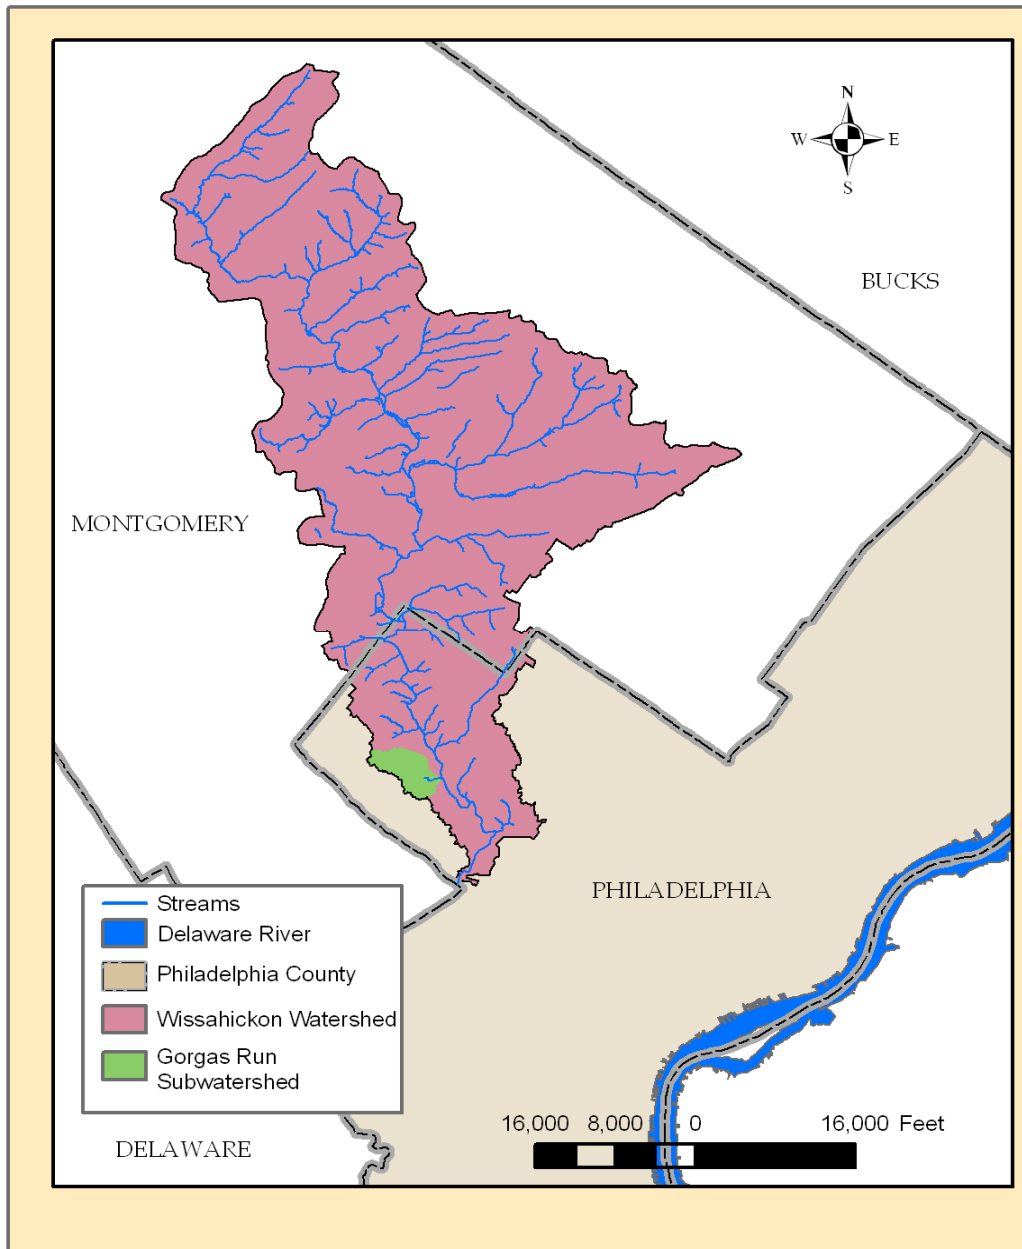 N
W E
S
BUCKS
MONTGOMERY
PHILADELPHIA
Streams
Delaware River
Philadelphia County
Wissahickon Watershed
Gorgas Run
Subwatershed
DELAWARE
16,000 8,000 0 16,000 Feet